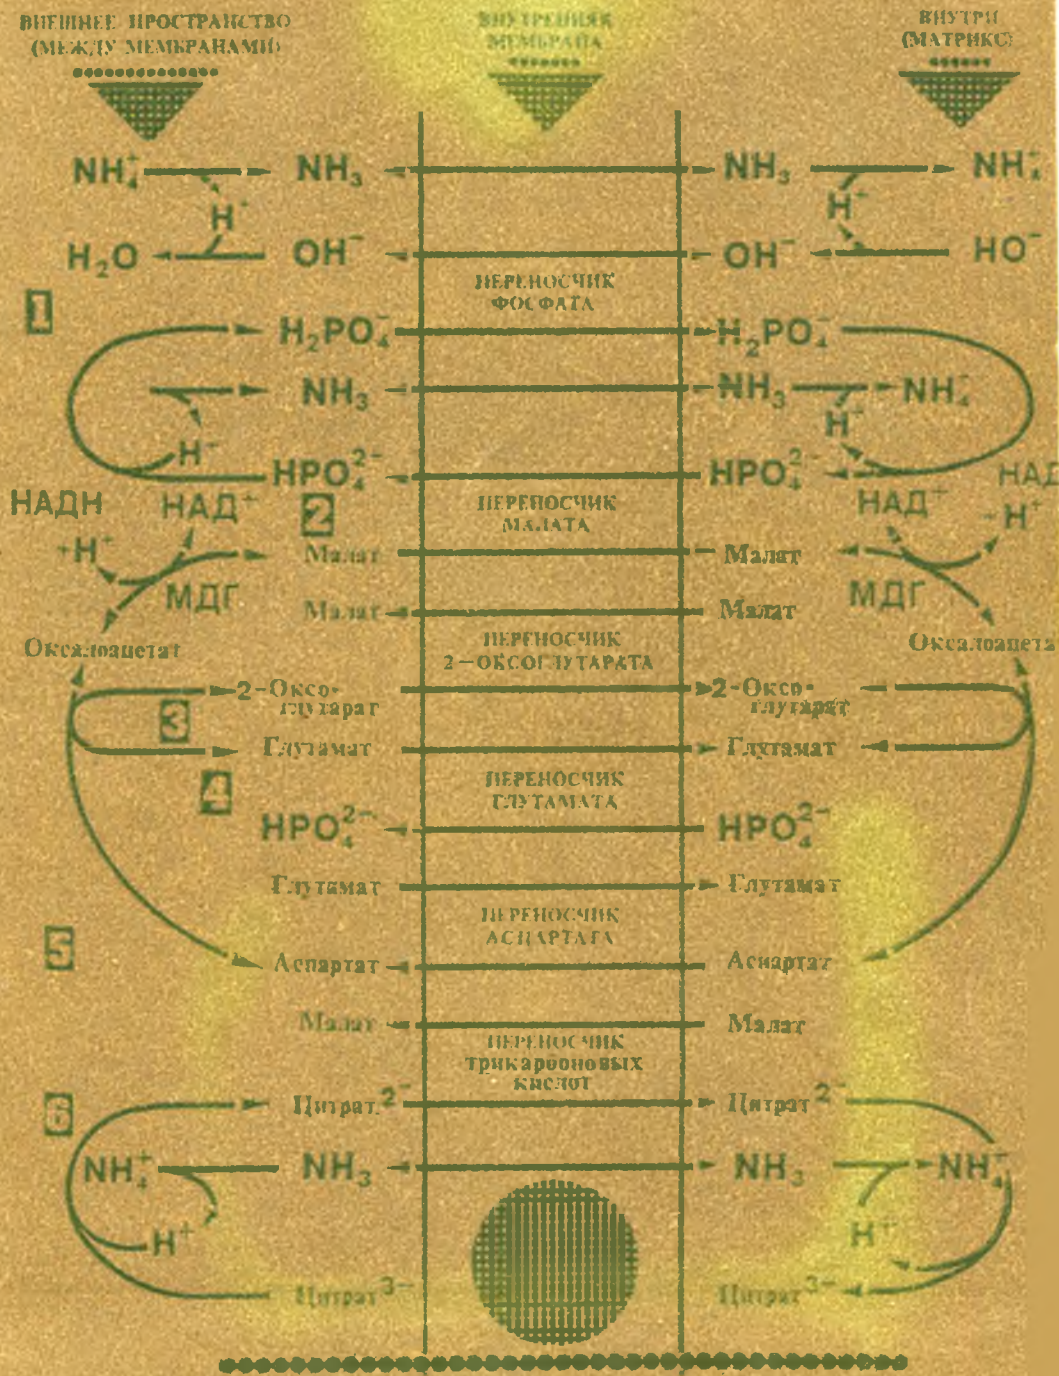 ВНЕШНЕЕ ПРОСТРАНСТВО
(МЕЖДУ МЕМБРАНАМИ)
ВНУТРЕННЯЯ
МЕМБРАНА
ВНУТРИ
(МАТРИКС)
NH₄⁺ NH₃ NH₃ NH₄⁺
H⁺ H⁺
H₂O OH⁻ OH⁻ HO⁻
1
ПЕРЕНОСЧИК
ФОСФАТА
H₂PO₄⁻ H₂PO₄⁻
NH₃ NH₃ NH₄⁺
H⁺ H⁺
HPO₄²⁻ HPO₄²⁻
НАДН НАД⁺ НАД⁺ НАД
2
ПЕРЕНОСЧИК
МАЛАТА
+H⁺ +H⁺
Малат Малат
МДГ МДГ
Малат Малат
Оксалоацетат Оксалоацета
ПЕРЕНОСЧИК
2-ОКСОГЛУТАРАТА
2-Оксо- 2-Оксо-
глутарат глутарат
3
Глутамат Глутамат
4
ПЕРЕНОСЧИК
ГЛУТАМАТА
HPO₄²⁻ HPO₄²⁻
Глутамат Глутамат
5
ПЕРЕНОСЧИК
АСПАРТАТА
Аспартат Аспартат
Малат Малат
ПЕРЕНОСЧИК
трикарбоновых
кислот
6
Цитрат²⁻ Цитрат²⁻
NH₄⁺ NH₃ NH₃ NH₄⁺
H⁺ H⁺
Цитрат³⁻ Цитрат³⁻